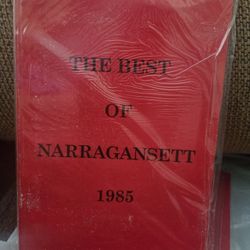 THE BEST
OF
NARRAGANSETT
1985